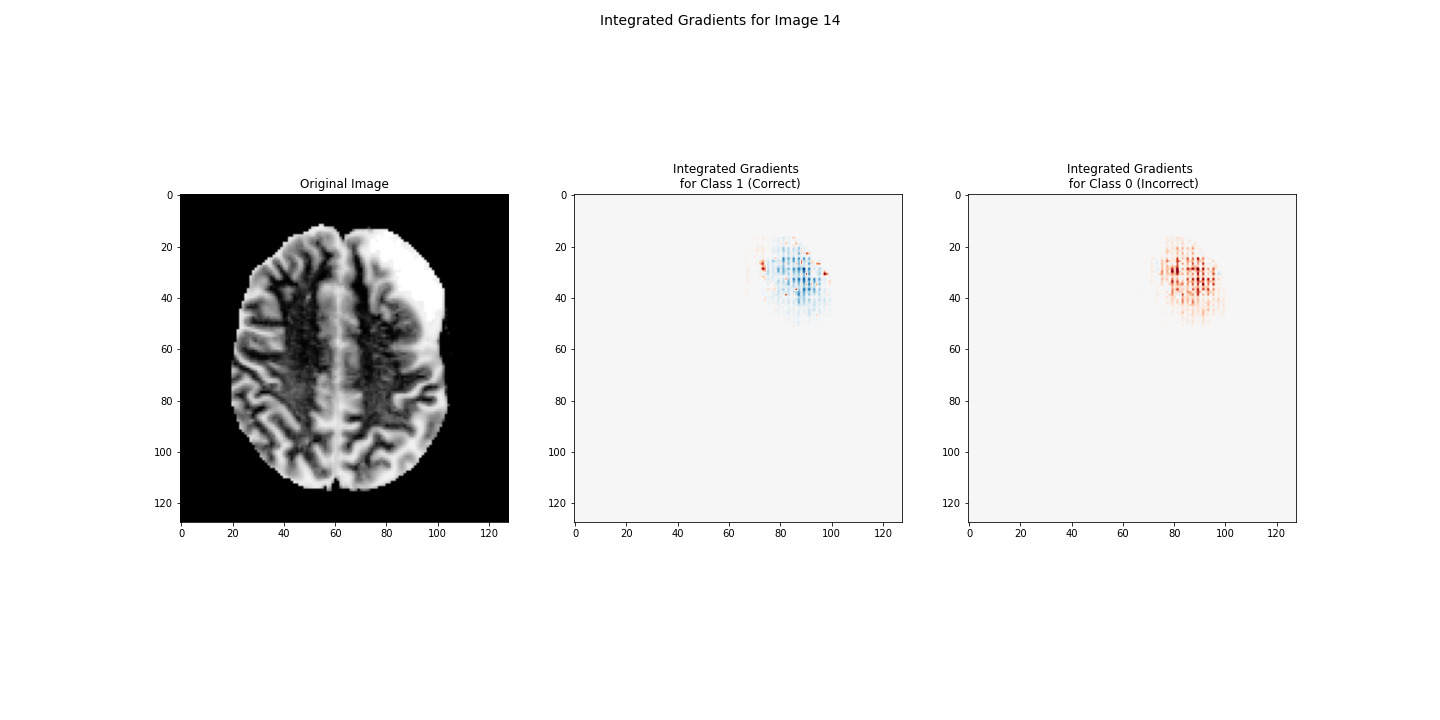 Integrated Gradients for Image 14
Original Image
0
20
40
60
80
100
120
0 20 40 60 80 100 120
Integrated Gradients
for Class 1 (Correct)
0
20
40
60
80
100
120
0 20 40 60 80 100 120
Integrated Gradients
for Class 0 (Incorrect)
0
20
40
60
80
100
120
0 20 40 60 80 100 120